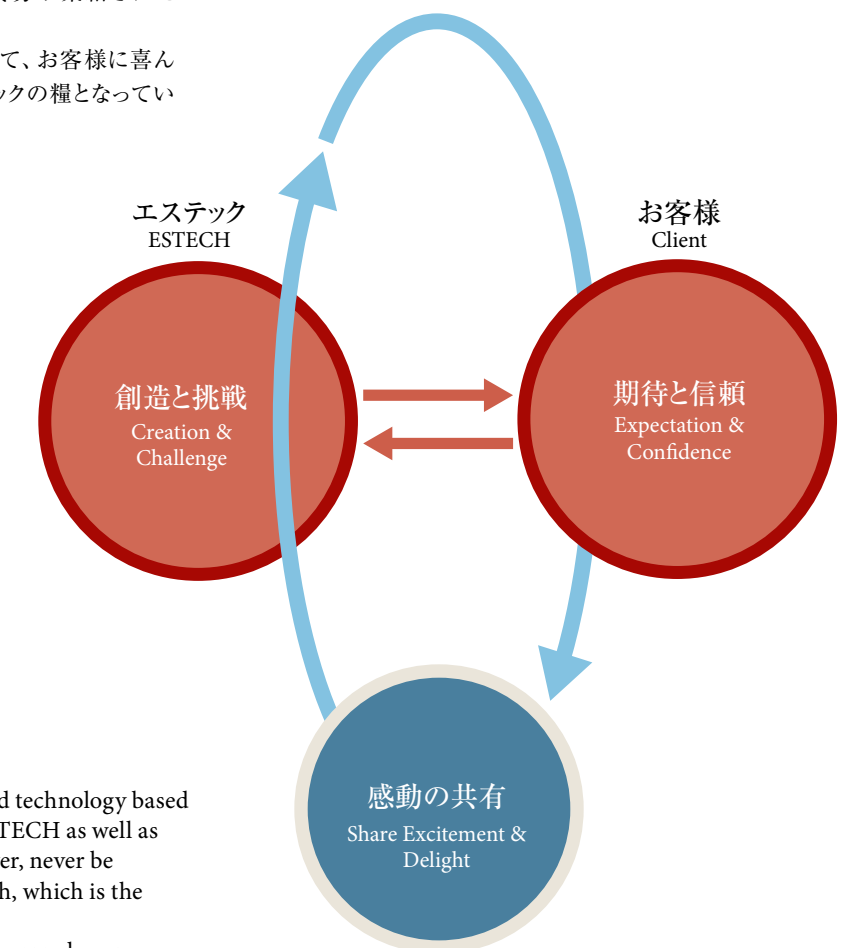 て、お客様に喜ん
ックの糧となってい
エステック
ESTECH
お客様
Client
創造と挑戦
Creation &
Challenge
期待と信頼
Expectation &
Confidence
感動の共有
Share Excitement &
Delight
d technology based
TECH as well as
er, never be
h, which is the